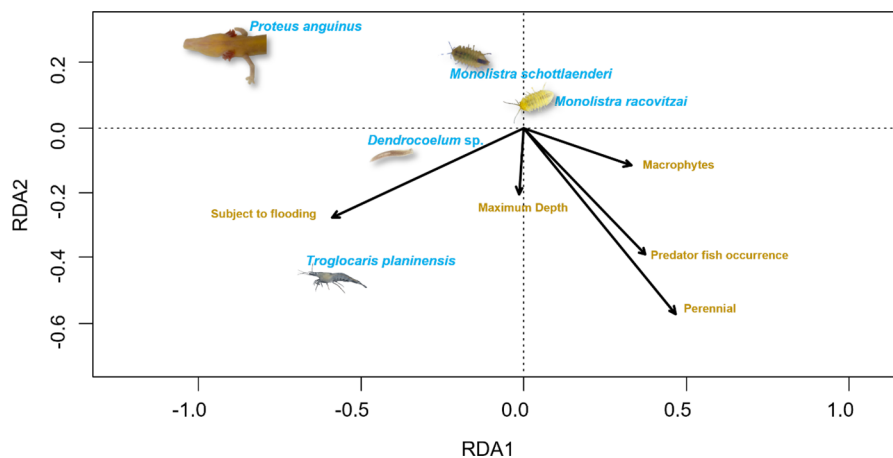 Proteus anguinus
Monolistra schottlaenderi
Monolistra racovitzai
Dendrocoelum sp.
Macrophytes
Subject to flooding
Maximum Depth
Predator fish occurrence
Troglocaris planinensis
Perennial
RDA2
0.2
0.0
-0.2
-0.4
-0.6
-1.0 -0.5 0.0 0.5 1.0
RDA1